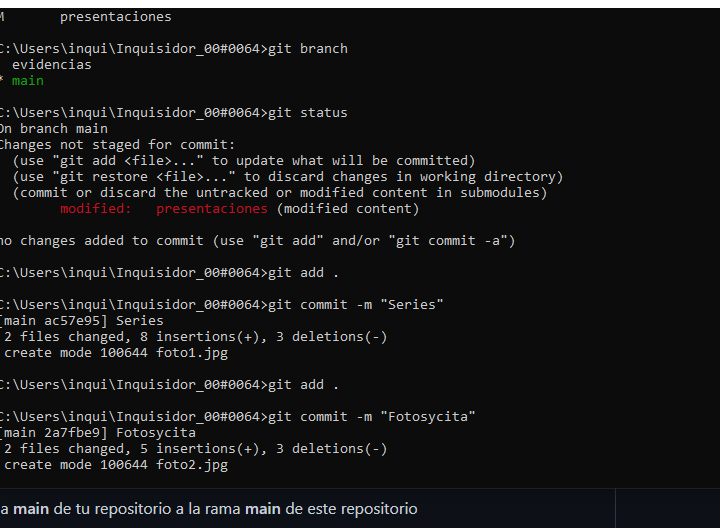 M       presentaciones
C:\Users\inqui\Inquisidor_00#0064>git branch
  evidencias
* main
C:\Users\inqui\Inquisidor_00#0064>git status
On branch main
Changes not staged for commit:
  (use "git add <file>..." to update what will be committed)
  (use "git restore <file>..." to discard changes in working directory)
  (commit or discard the untracked or modified content in submodules)
        modified:   presentaciones (modified content)
no changes added to commit (use "git add" and/or "git commit -a")
C:\Users\inqui\Inquisidor_00#0064>git add .
C:\Users\inqui\Inquisidor_00#0064>git commit -m "Series"
[main ac57e95] Series
 2 files changed, 8 insertions(+), 3 deletions(-)
 create mode 100644 foto1.jpg
C:\Users\inqui\Inquisidor_00#0064>git add .
C:\Users\inqui\Inquisidor_00#0064>git commit -m "Fotosycita"
[main 2a7fbe9] Fotosycita
 2 files changed, 5 insertions(+), 3 deletions(-)
 create mode 100644 foto2.jpg
a main de tu repositorio a la rama main de este repositorio